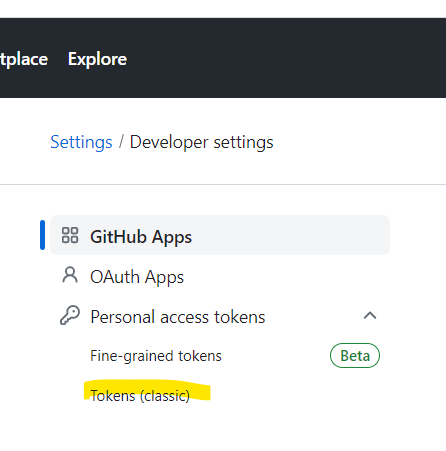 tplace Explore
Settings / Developer settings
GitHub Apps
OAuth Apps
Personal access tokens
Fine-grained tokens Beta
Tokens (classic)